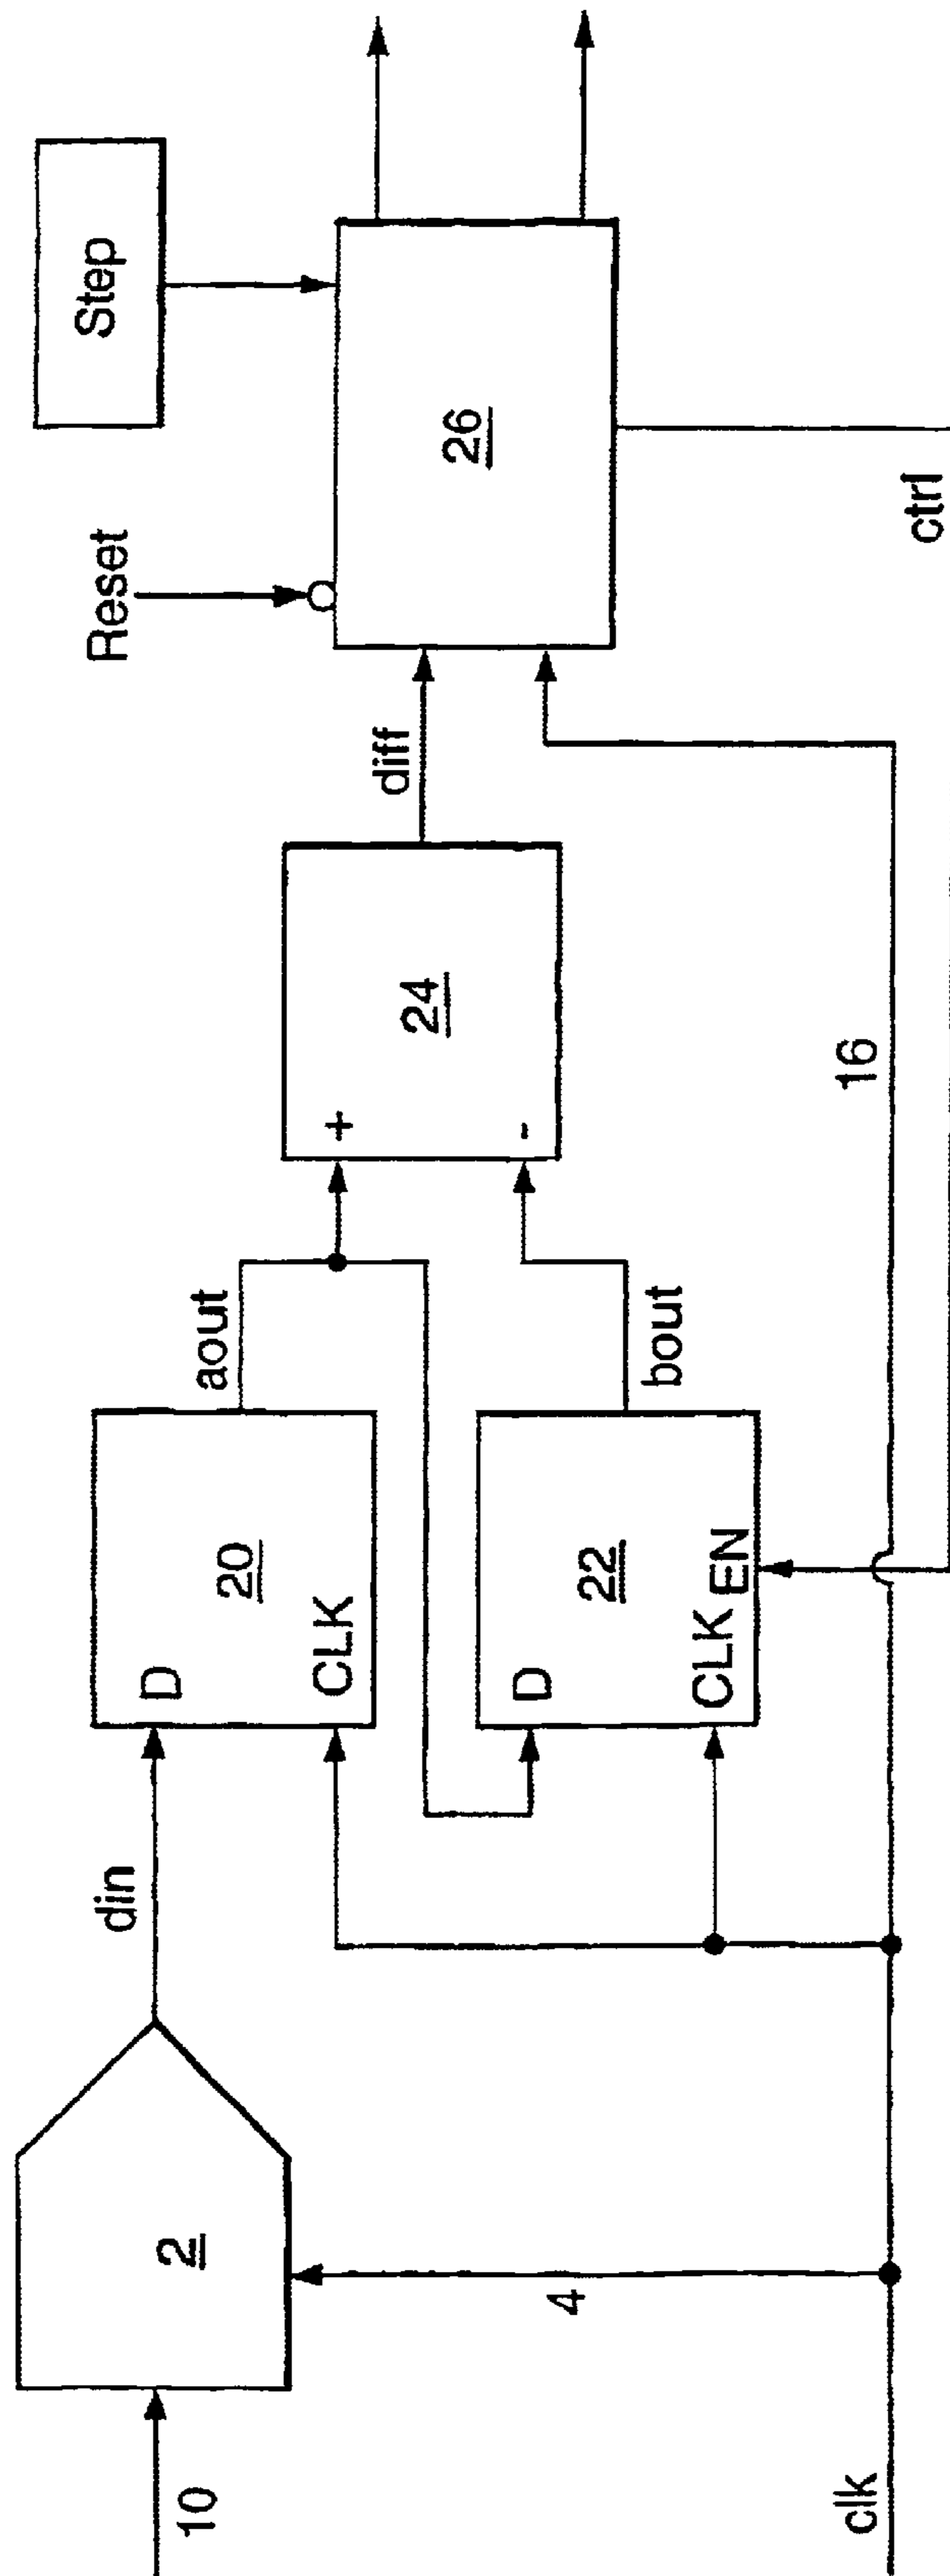 Step
Reset
10
2
din
D
20
CLK
aout
+
-
24
diff
26
D
22
CLK
EN
bout
4
16
clk
ctrl